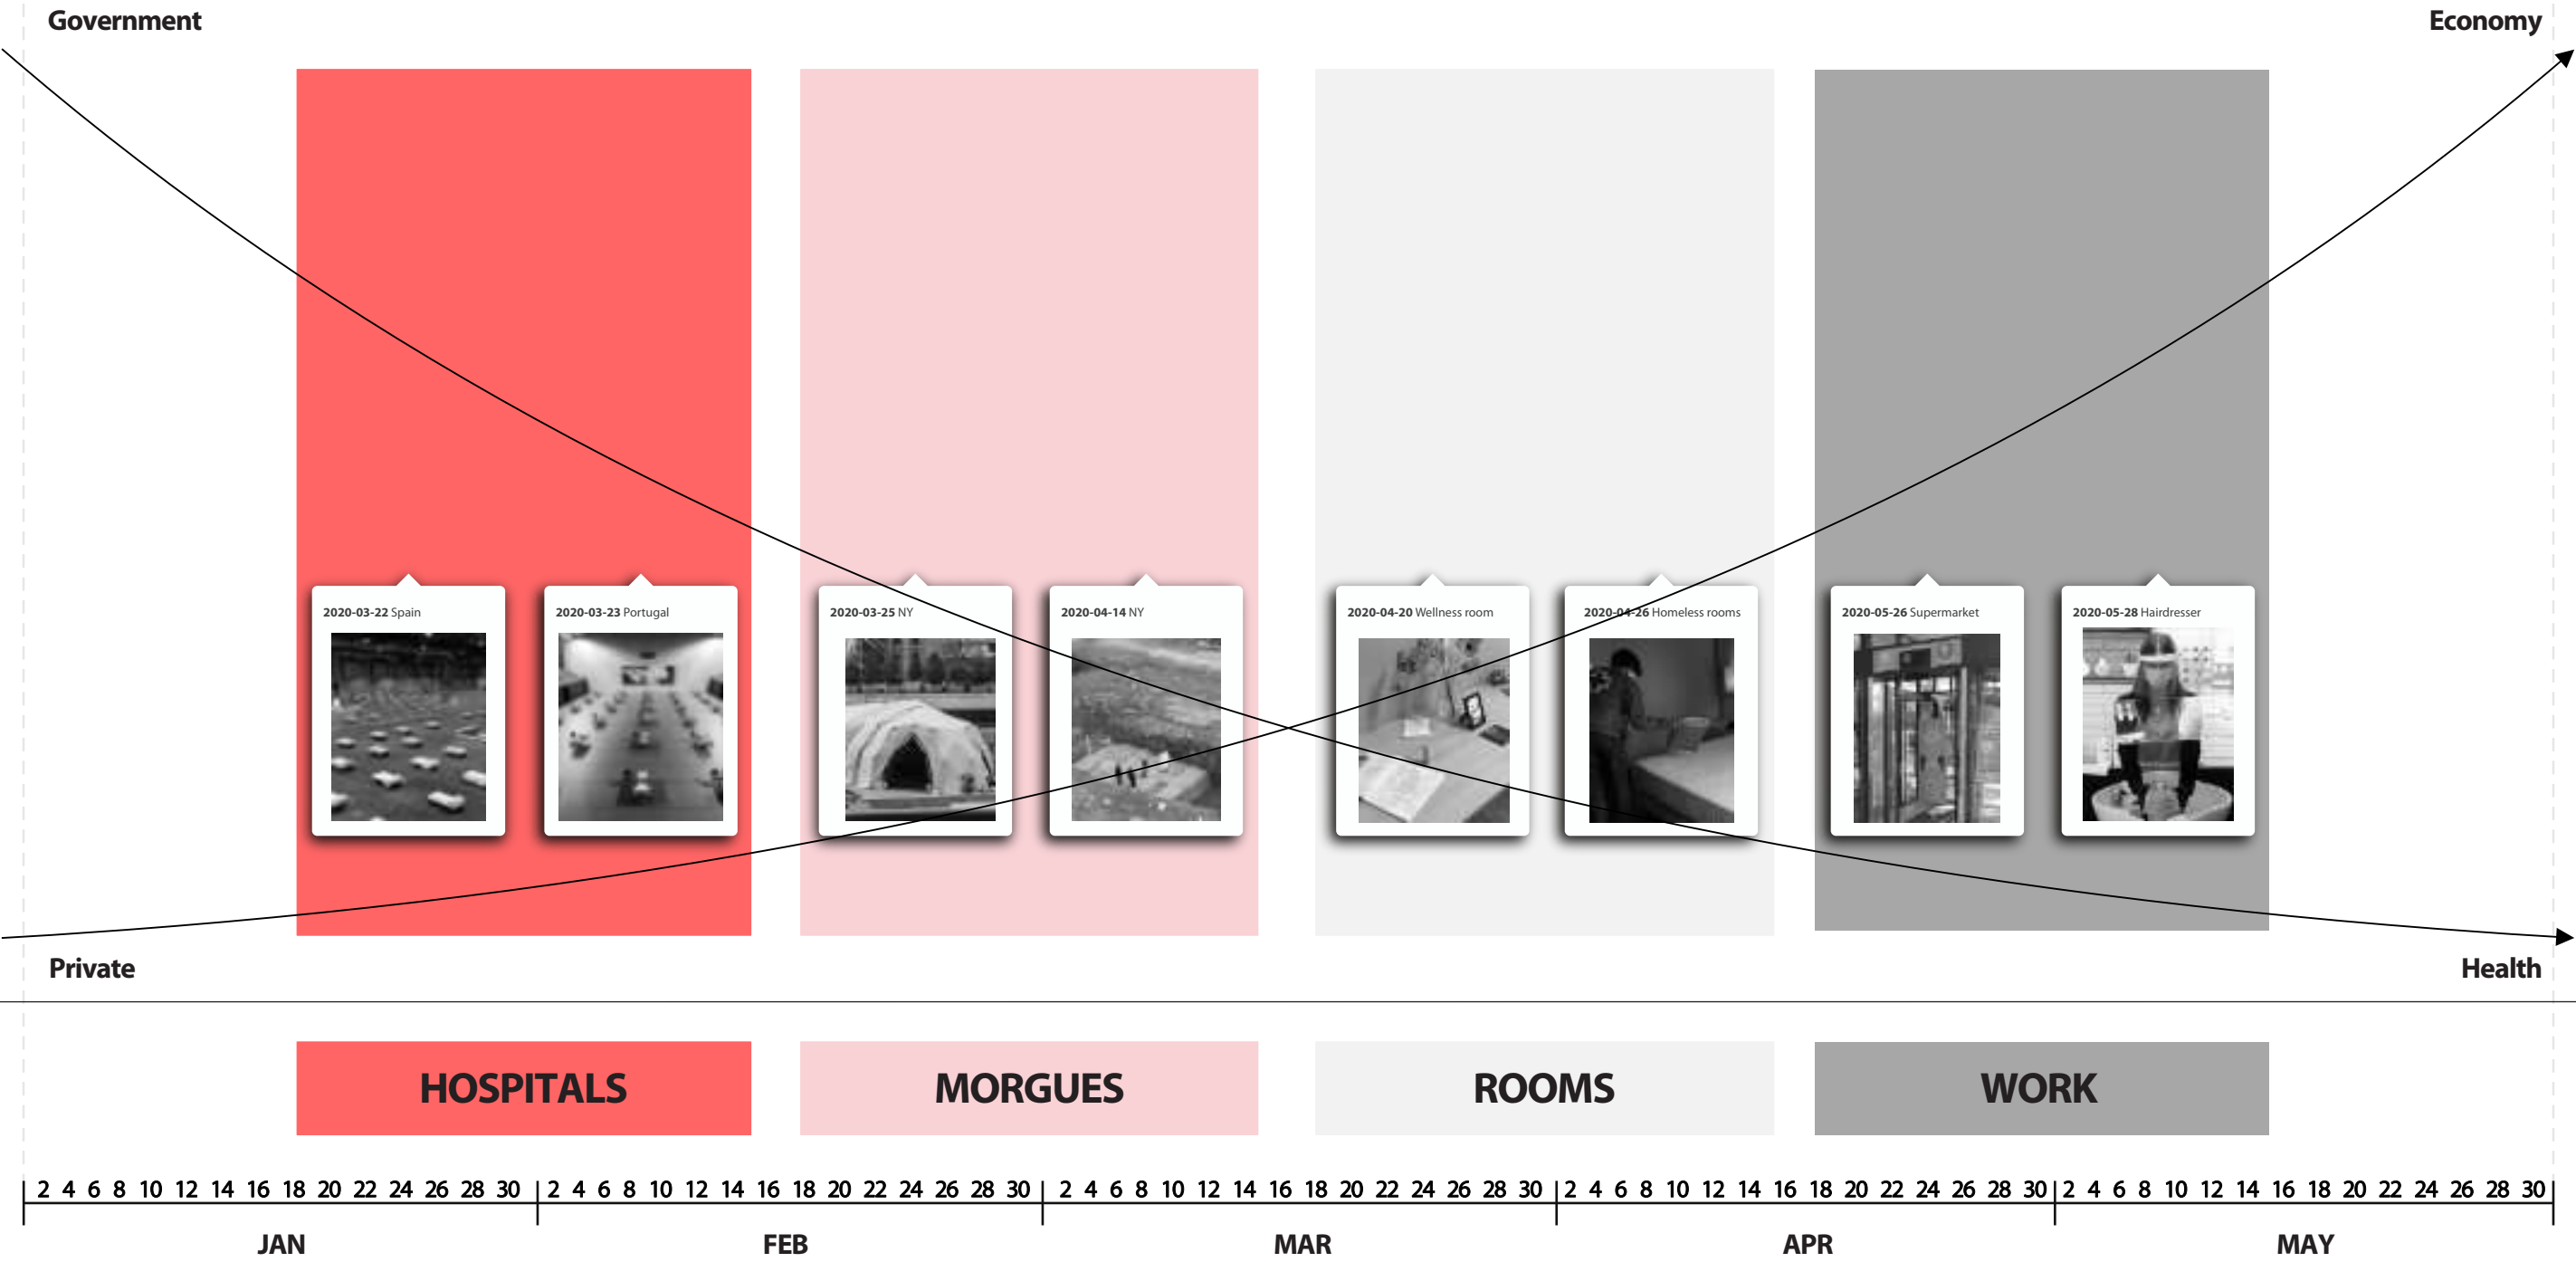 Government Economy
2020-03-22 Spain
2020-03-23 Portugal
2020-03-25 NY
2020-04-14 NY
2020-04-20 Wellness room
2020-04-26 Homeless rooms
2020-05-26 Supermarket
2020-05-28 Hairdresser
Private Health
HOSPITALS MORGUES ROOMS WORK
2 4 6 8 10 12 14 16 18 20 22 24 26 28 30 2 4 6 8 10 12 14 16 18 20 22 24 26 28 30 2 4 6 8 10 12 14 16 18 20 22 24 26 28 30 2 4 6 8 10 12 14 16 18 20 22 24 26 28 30 2 4 6 8 10 12 14 16 18 20 22 24 26 28 30
JAN FEB MAR APR MAY